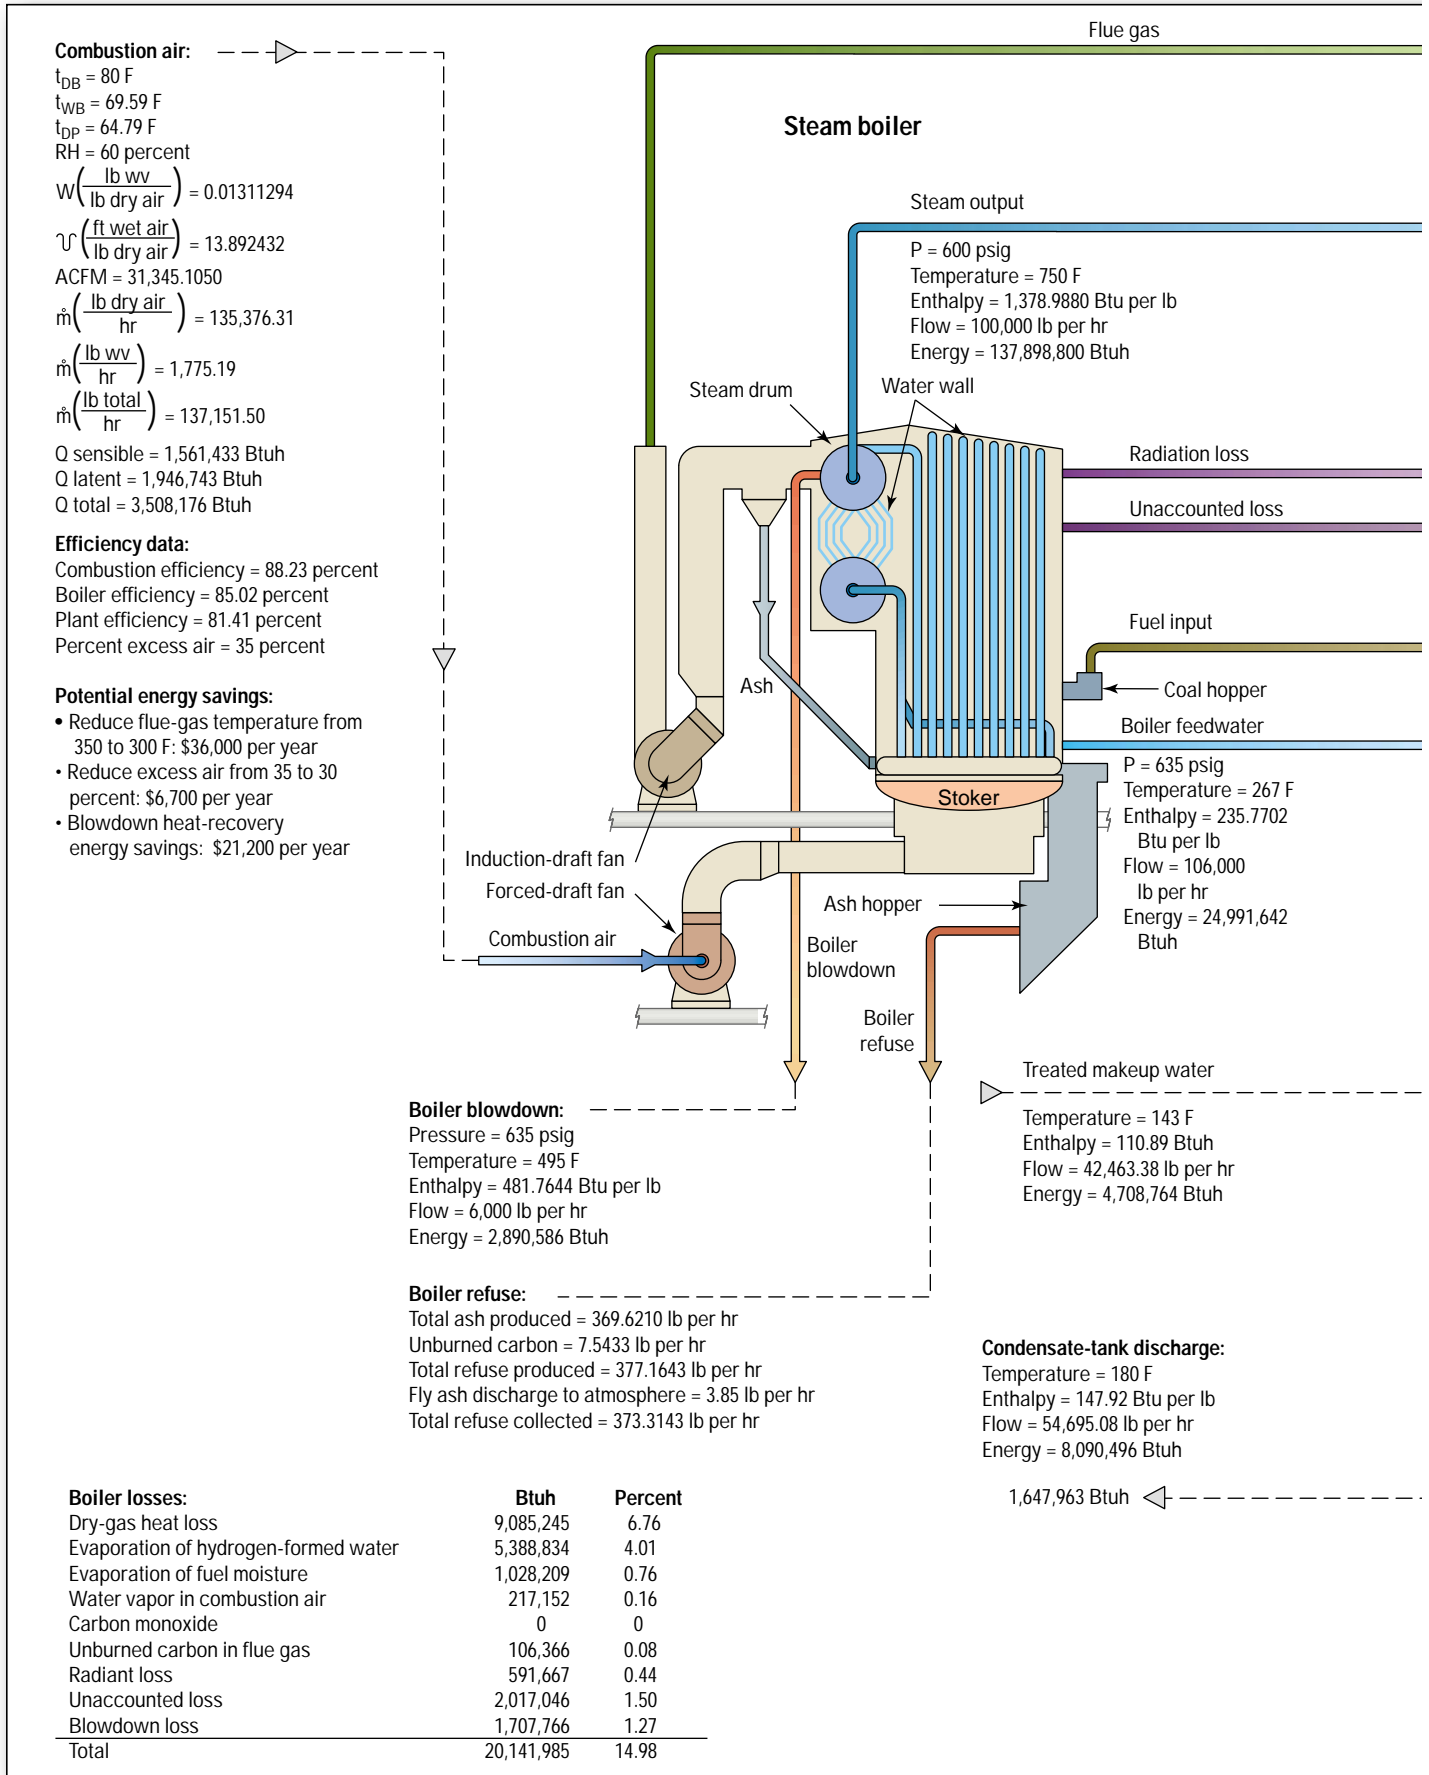 Combustion air:
t_DB = 80 F
t_WB = 69.59 F
t_DP = 64.79 F
RH = 60 percent
W(lb wv / lb dry air) = 0.01311294
(ft wet air / lb dry air) = 13.892432
ACFM = 31,345.1050
m̊(lb dry air / hr) = 135,376.31
m̊(lb wv / hr) = 1,775.19
m̊(lb total / hr) = 137,151.50
Q sensible = 1,561,433 Btuh
Q latent = 1,946,743 Btuh
Q total = 3,508,176 Btuh
Efficiency data:
Combustion efficiency = 88.23 percent
Boiler efficiency = 85.02 percent
Plant efficiency = 81.41 percent
Percent excess air = 35 percent
Potential energy savings:
• Reduce flue-gas temperature from
350 to 300 F: $36,000 per year
• Reduce excess air from 35 to 30
percent: $6,700 per year
• Blowdown heat-recovery
energy savings: $21,200 per year
Flue gas
Steam boiler
Steam output
P = 600 psig
Temperature = 750 F
Enthalpy = 1,378.9880 Btu per lb
Flow = 100,000 lb per hr
Energy = 137,898,800 Btuh
Steam drum
Water wall
Radiation loss
Unaccounted loss
Fuel input
Ash
Coal hopper
Boiler feedwater
P = 635 psig
Temperature = 267 F
Enthalpy = 235.7702
Btu per lb
Flow = 106,000
lb per hr
Energy = 24,991,642
Btuh
Stoker
Induction-draft fan
Forced-draft fan
Ash hopper
Combustion air
Boiler
blowdown
Boiler
refuse
Treated makeup water
Temperature = 143 F
Enthalpy = 110.89 Btuh
Flow = 42,463.38 lb per hr
Energy = 4,708,764 Btuh
Boiler blowdown:
Pressure = 635 psig
Temperature = 495 F
Enthalpy = 481.7644 Btu per lb
Flow = 6,000 lb per hr
Energy = 2,890,586 Btuh
Boiler refuse:
Total ash produced = 369.6210 lb per hr
Unburned carbon = 7.5433 lb per hr
Total refuse produced = 377.1643 lb per hr
Fly ash discharge to atmosphere = 3.85 lb per hr
Total refuse collected = 373.3143 lb per hr
Condensate-tank discharge:
Temperature = 180 F
Enthalpy = 147.92 Btu per lb
Flow = 54,695.08 lb per hr
Energy = 8,090,496 Btuh
1,647,963 Btuh
Boiler losses: Btuh Percent
Dry-gas heat loss 9,085,245 6.76
Evaporation of hydrogen-formed water 5,388,834 4.01
Evaporation of fuel moisture 1,028,209 0.76
Water vapor in combustion air 217,152 0.16
Carbon monoxide 0 0
Unburned carbon in flue gas 106,366 0.08
Radiant loss 591,667 0.44
Unaccounted loss 2,017,046 1.50
Blowdown loss 1,707,766 1.27
Total 20,141,985 14.98